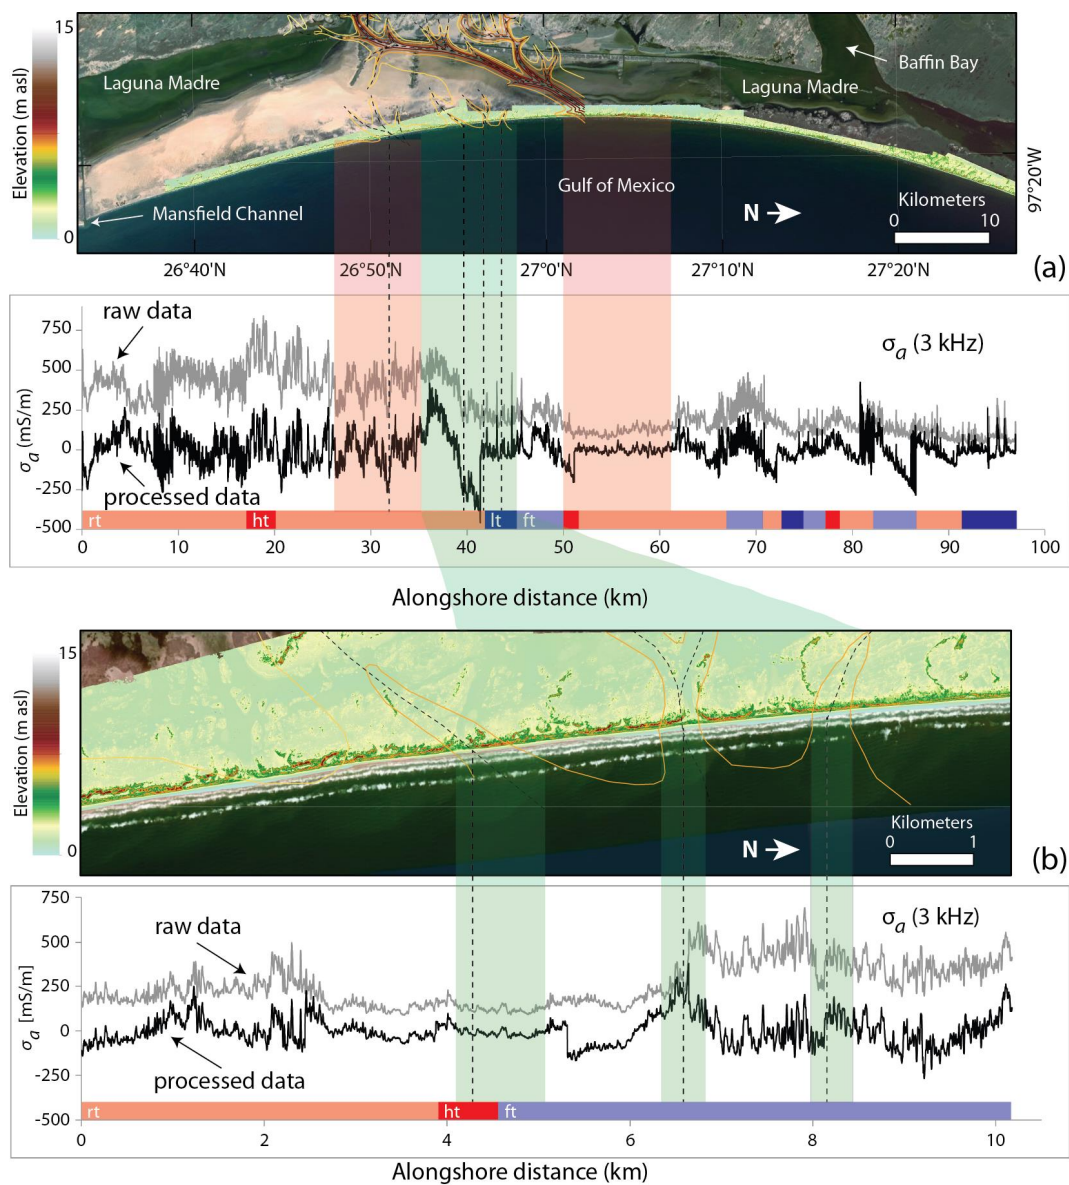 15
Elevation (m asl)
0
Laguna Madre
Baffin Bay
Laguna Madre
Gulf of Mexico
Mansfield Channel
N
Kilometers
0 10
97°20'W
26°40'N 26°50'N 27°0'N 27°10'N 27°20'N
(a)
raw data
σa (3 kHz)
σa (mS/m)
750
500
250
0
-250
-500
processed data
rt ht lt ft
0 10 20 30 40 50 60 70 80 90 100
Alongshore distance (km)
15
Elevation (m asl)
0
Kilometers
0 1
N
(b)
750
500
250
0
-250
-500
σa [mS/m]
raw data
σa (3 kHz)
processed data
rt ht ft
0 2 4 6 8 10
Alongshore distance (km)